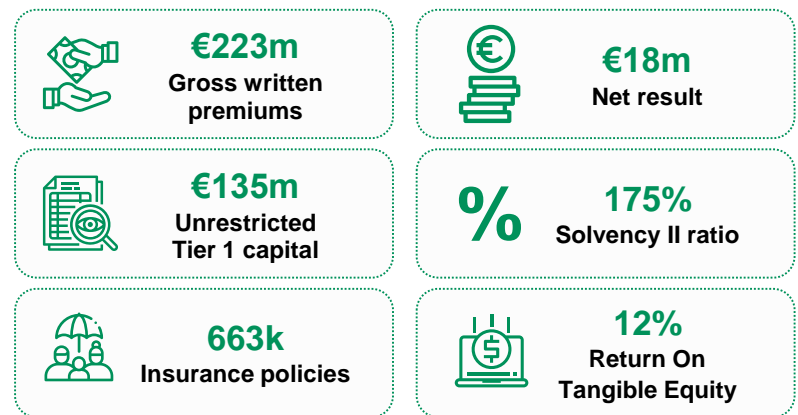 €223m
Gross written
premiums
€18m
Net result
€135m
Unrestricted
Tier 1 capital
%
175%
Solvency II ratio
663k
Insurance policies
12%
Return On
Tangible Equity